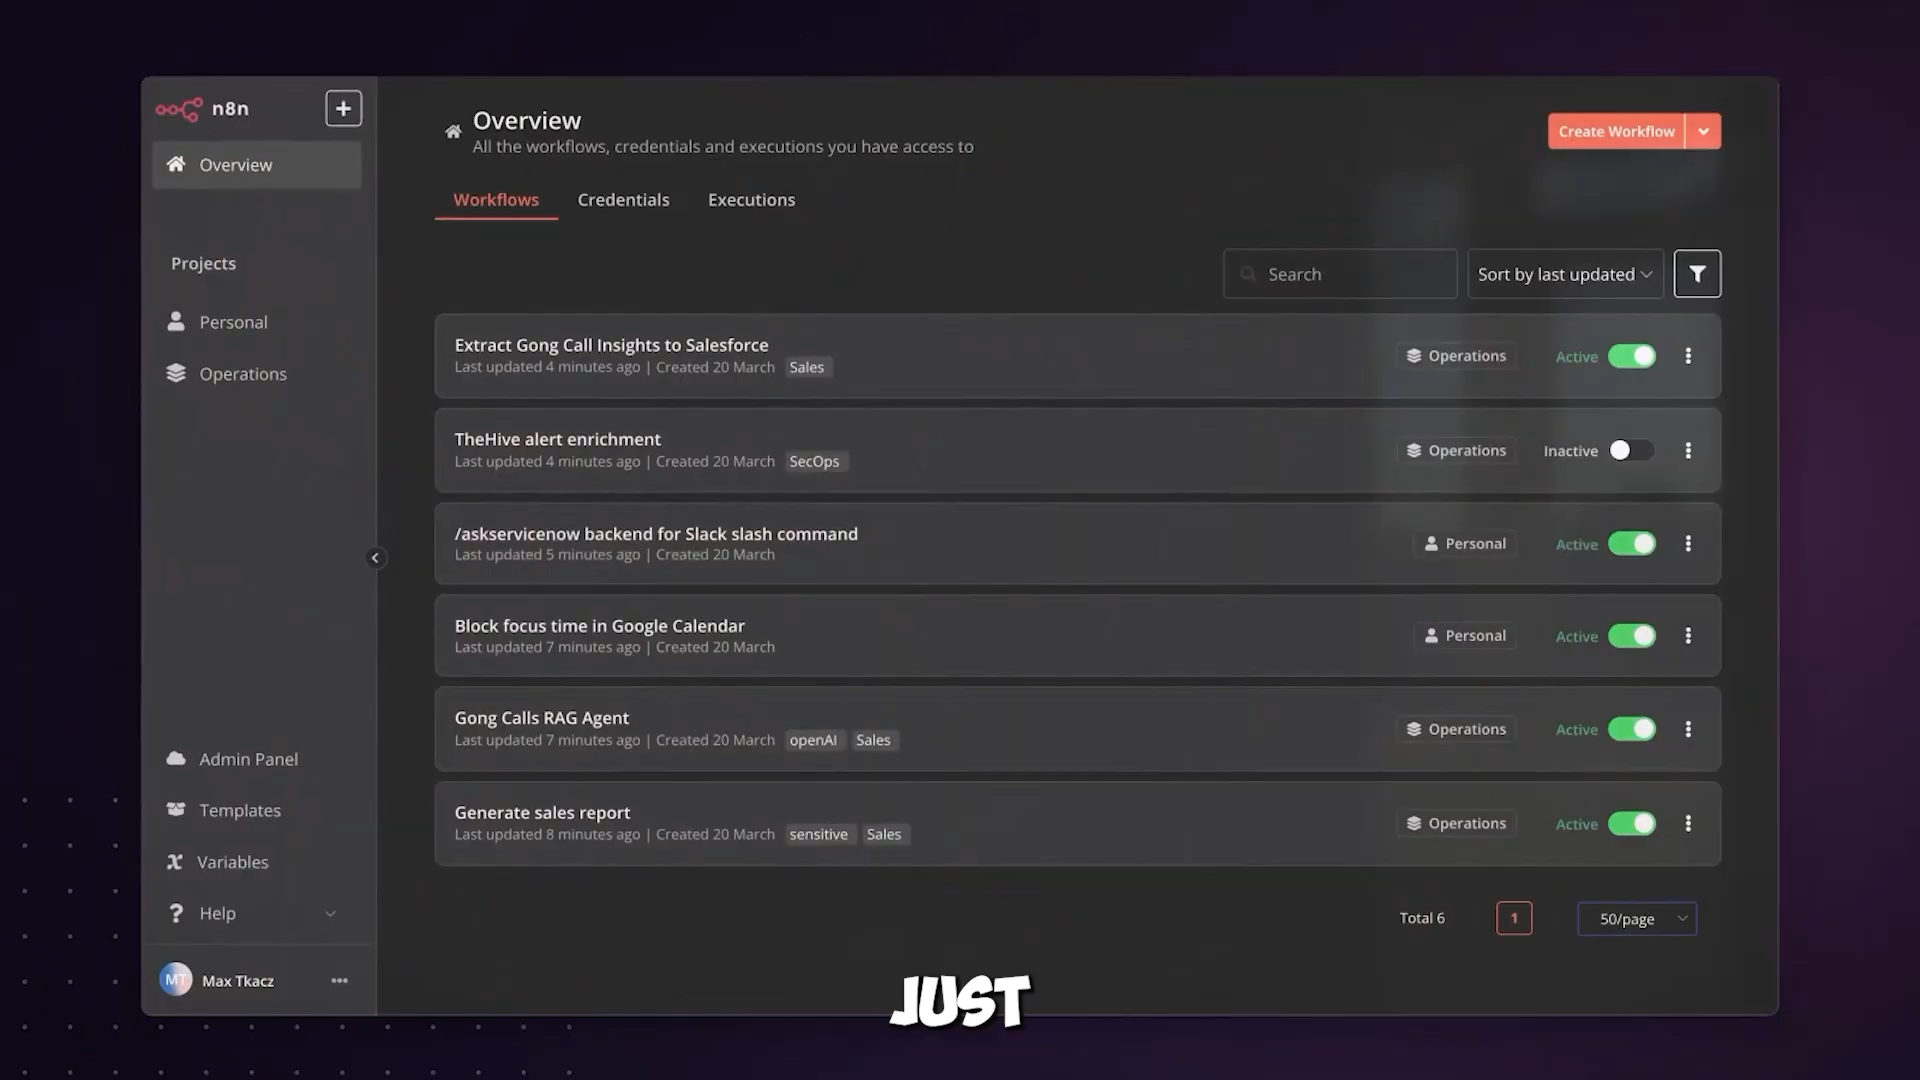 n8n
+
Overview
Projects
Personal
Operations
Admin Panel
Templates
Variables
? Help
MT Max Tkacz
Overview
All the workflows, credentials and executions you have access to
Create Workflow
Workflows Credentials Executions
Search Sort by last updated
Extract Gong Call Insights to Salesforce
Last updated 4 minutes ago | Created 20 March Sales
Operations Active
TheHive alert enrichment
Last updated 4 minutes ago | Created 20 March SecOps
Operations Inactive
/askservicenow backend for Slack slash command
Last updated 5 minutes ago | Created 20 March
Personal Active
Block focus time in Google Calendar
Last updated 7 minutes ago | Created 20 March
Personal Active
Gong Calls RAG Agent
Last updated 7 minutes ago | Created 20 March openAI Sales
Operations Active
Generate sales report
Last updated 8 minutes ago | Created 20 March sensitive Sales
Operations Active
Total 6 1 50/page
JUST